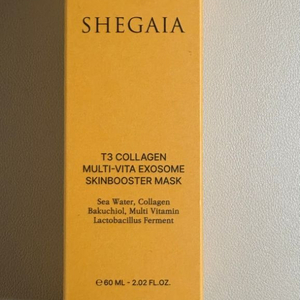 SHEGAIA
T3 COLLAGEN
MULTI-VITA EXOSOME
SKINBOOSTER MASK
Sea Water, Collagen
Bakuchiol, Multi Vitamin
Lactobacillus Ferment
℮ 60 ML - 2.02 FL.OZ.